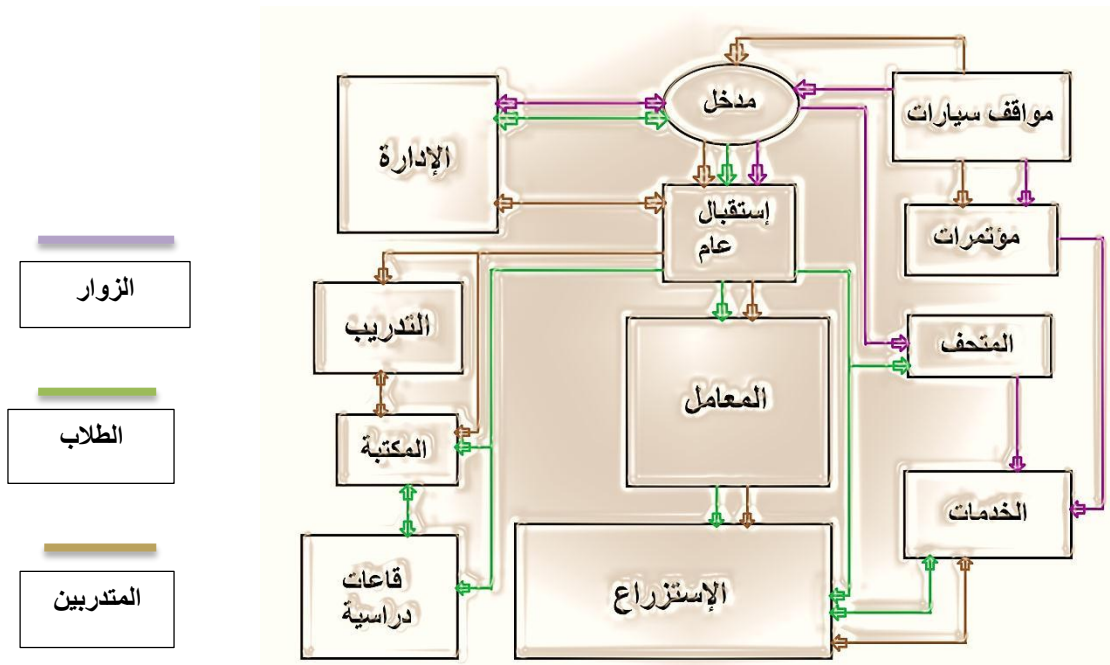 مدخل
مواقف سيارات
الإدارة
إستقبال
عام
مؤتمرات
الزوار
التدريب
المتحف
المعامل
الطلاب
المكتبة
الخدمات
المتدربين
قاعات
دراسية
الإستزراع